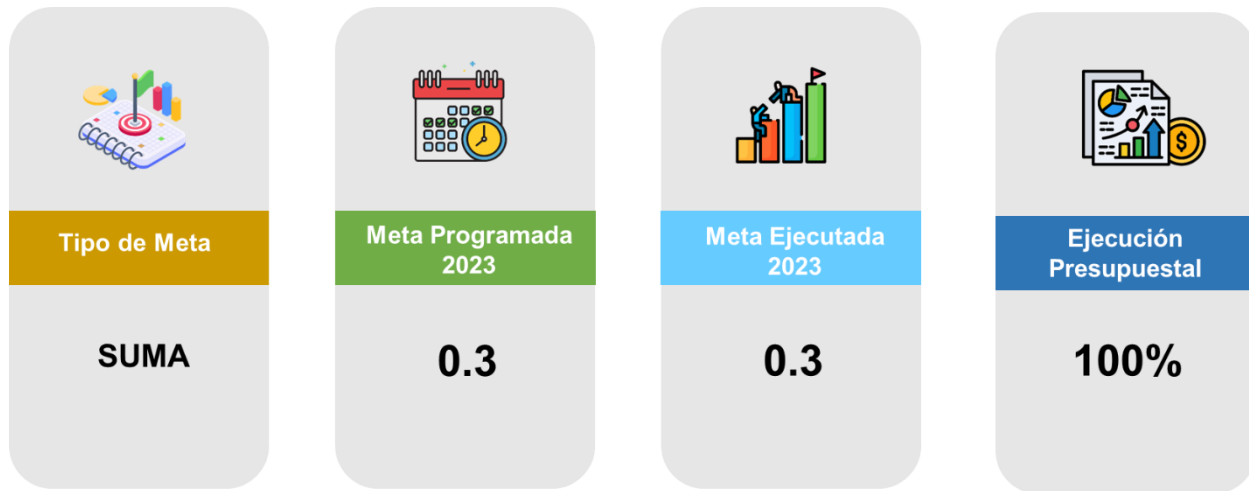 Tipo de Meta
SUMA
Meta Programada
2023
0.3
Meta Ejecutada
2023
0.3
Ejecución
Presupuestal
100%